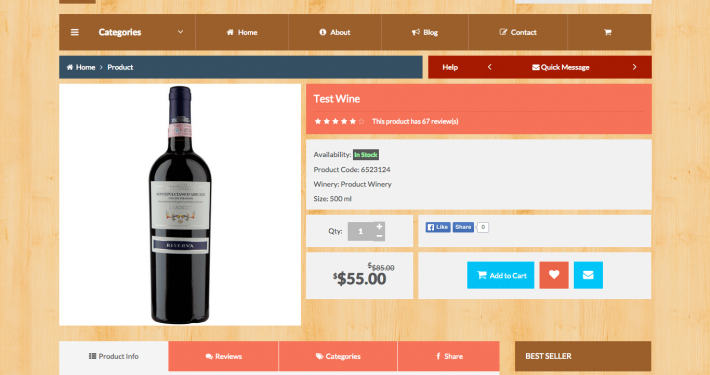 Categories Home About Blog Contact
Home > Product
Help Quick Message
Test Wine
This product has 67 review(s)
Availability: In Stock
Product Code: 6523124
Winery: Product Winery
Size: 500 ml
RISERVA
Qty: 1 + −
Like Share 0
$85.00
$55.00
Add to Cart
Product Info Reviews Categories Share
BEST SELLER